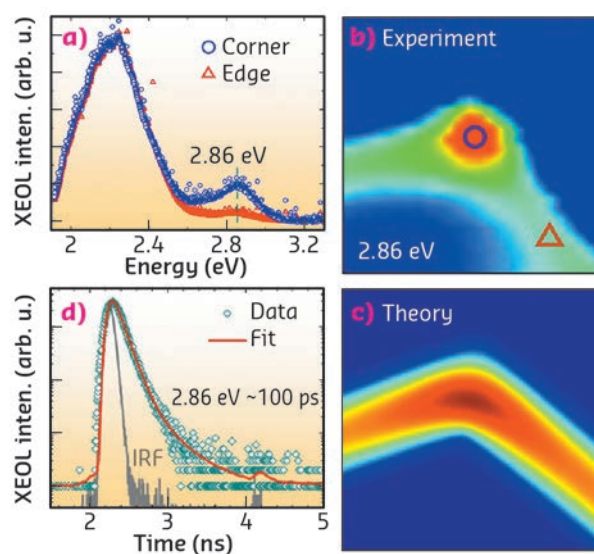 a)
Corner
Edge
2.86 eV
XEOL inten. (arb. u.)
2.0 2.4 2.8 3.2
Energy (eV)
b) Experiment
2.86 eV
d)
Data
Fit
2.86 eV ~100 ps
IRF
XEOL inten. (arb. u.)
2 3 4 5
Time (ns)
c) Theory